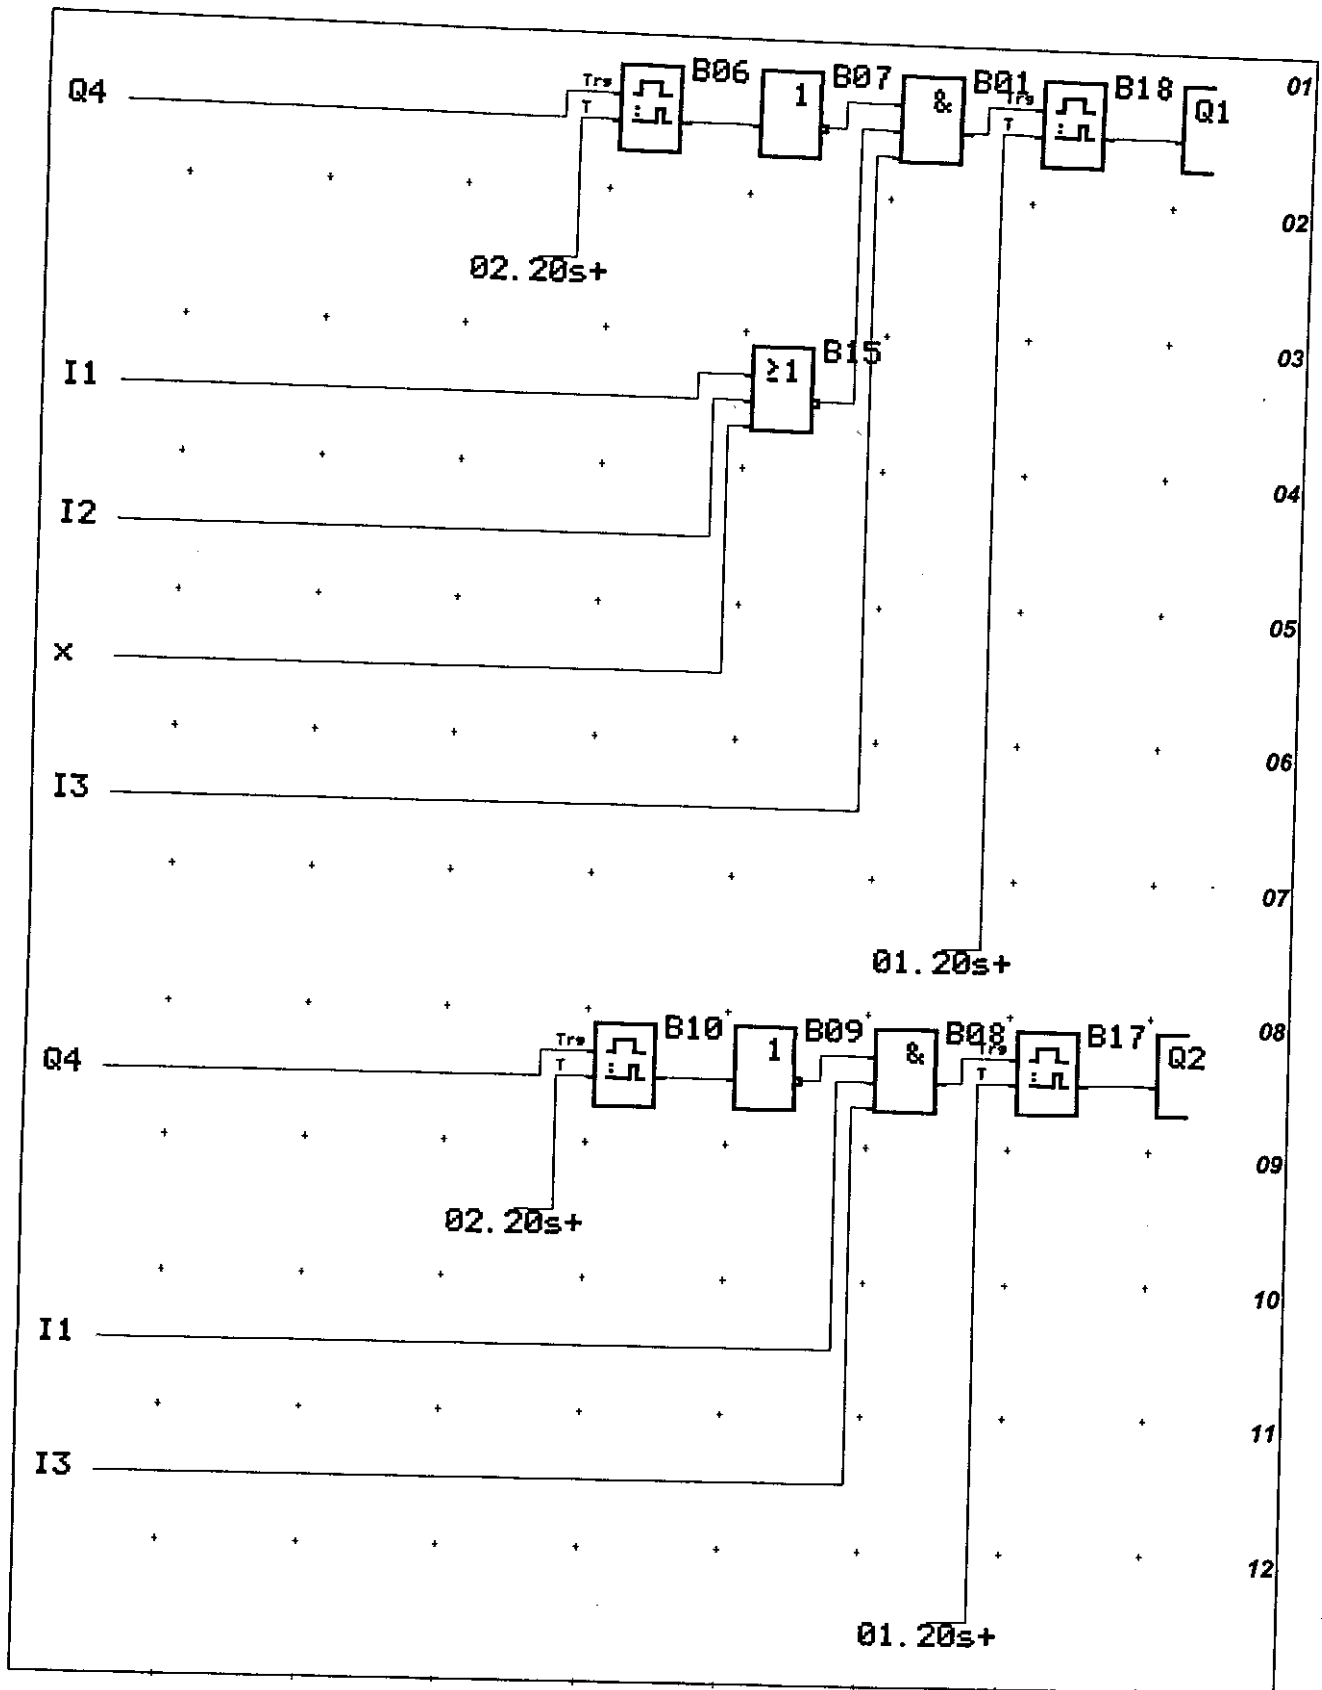 B06 B07 B01 B18 01
Q4 Trg 1 & Trg Q1
T T
02
02.20s+
B15 03
I1 ≥1
04
I2
05
x
06
I3
07
01.20s+
B10 B09 B08 B17 08
Q4 Trg 1 & Trg Q2
T T
09
02.20s+
10
I1
11
I3
12
01.20s+